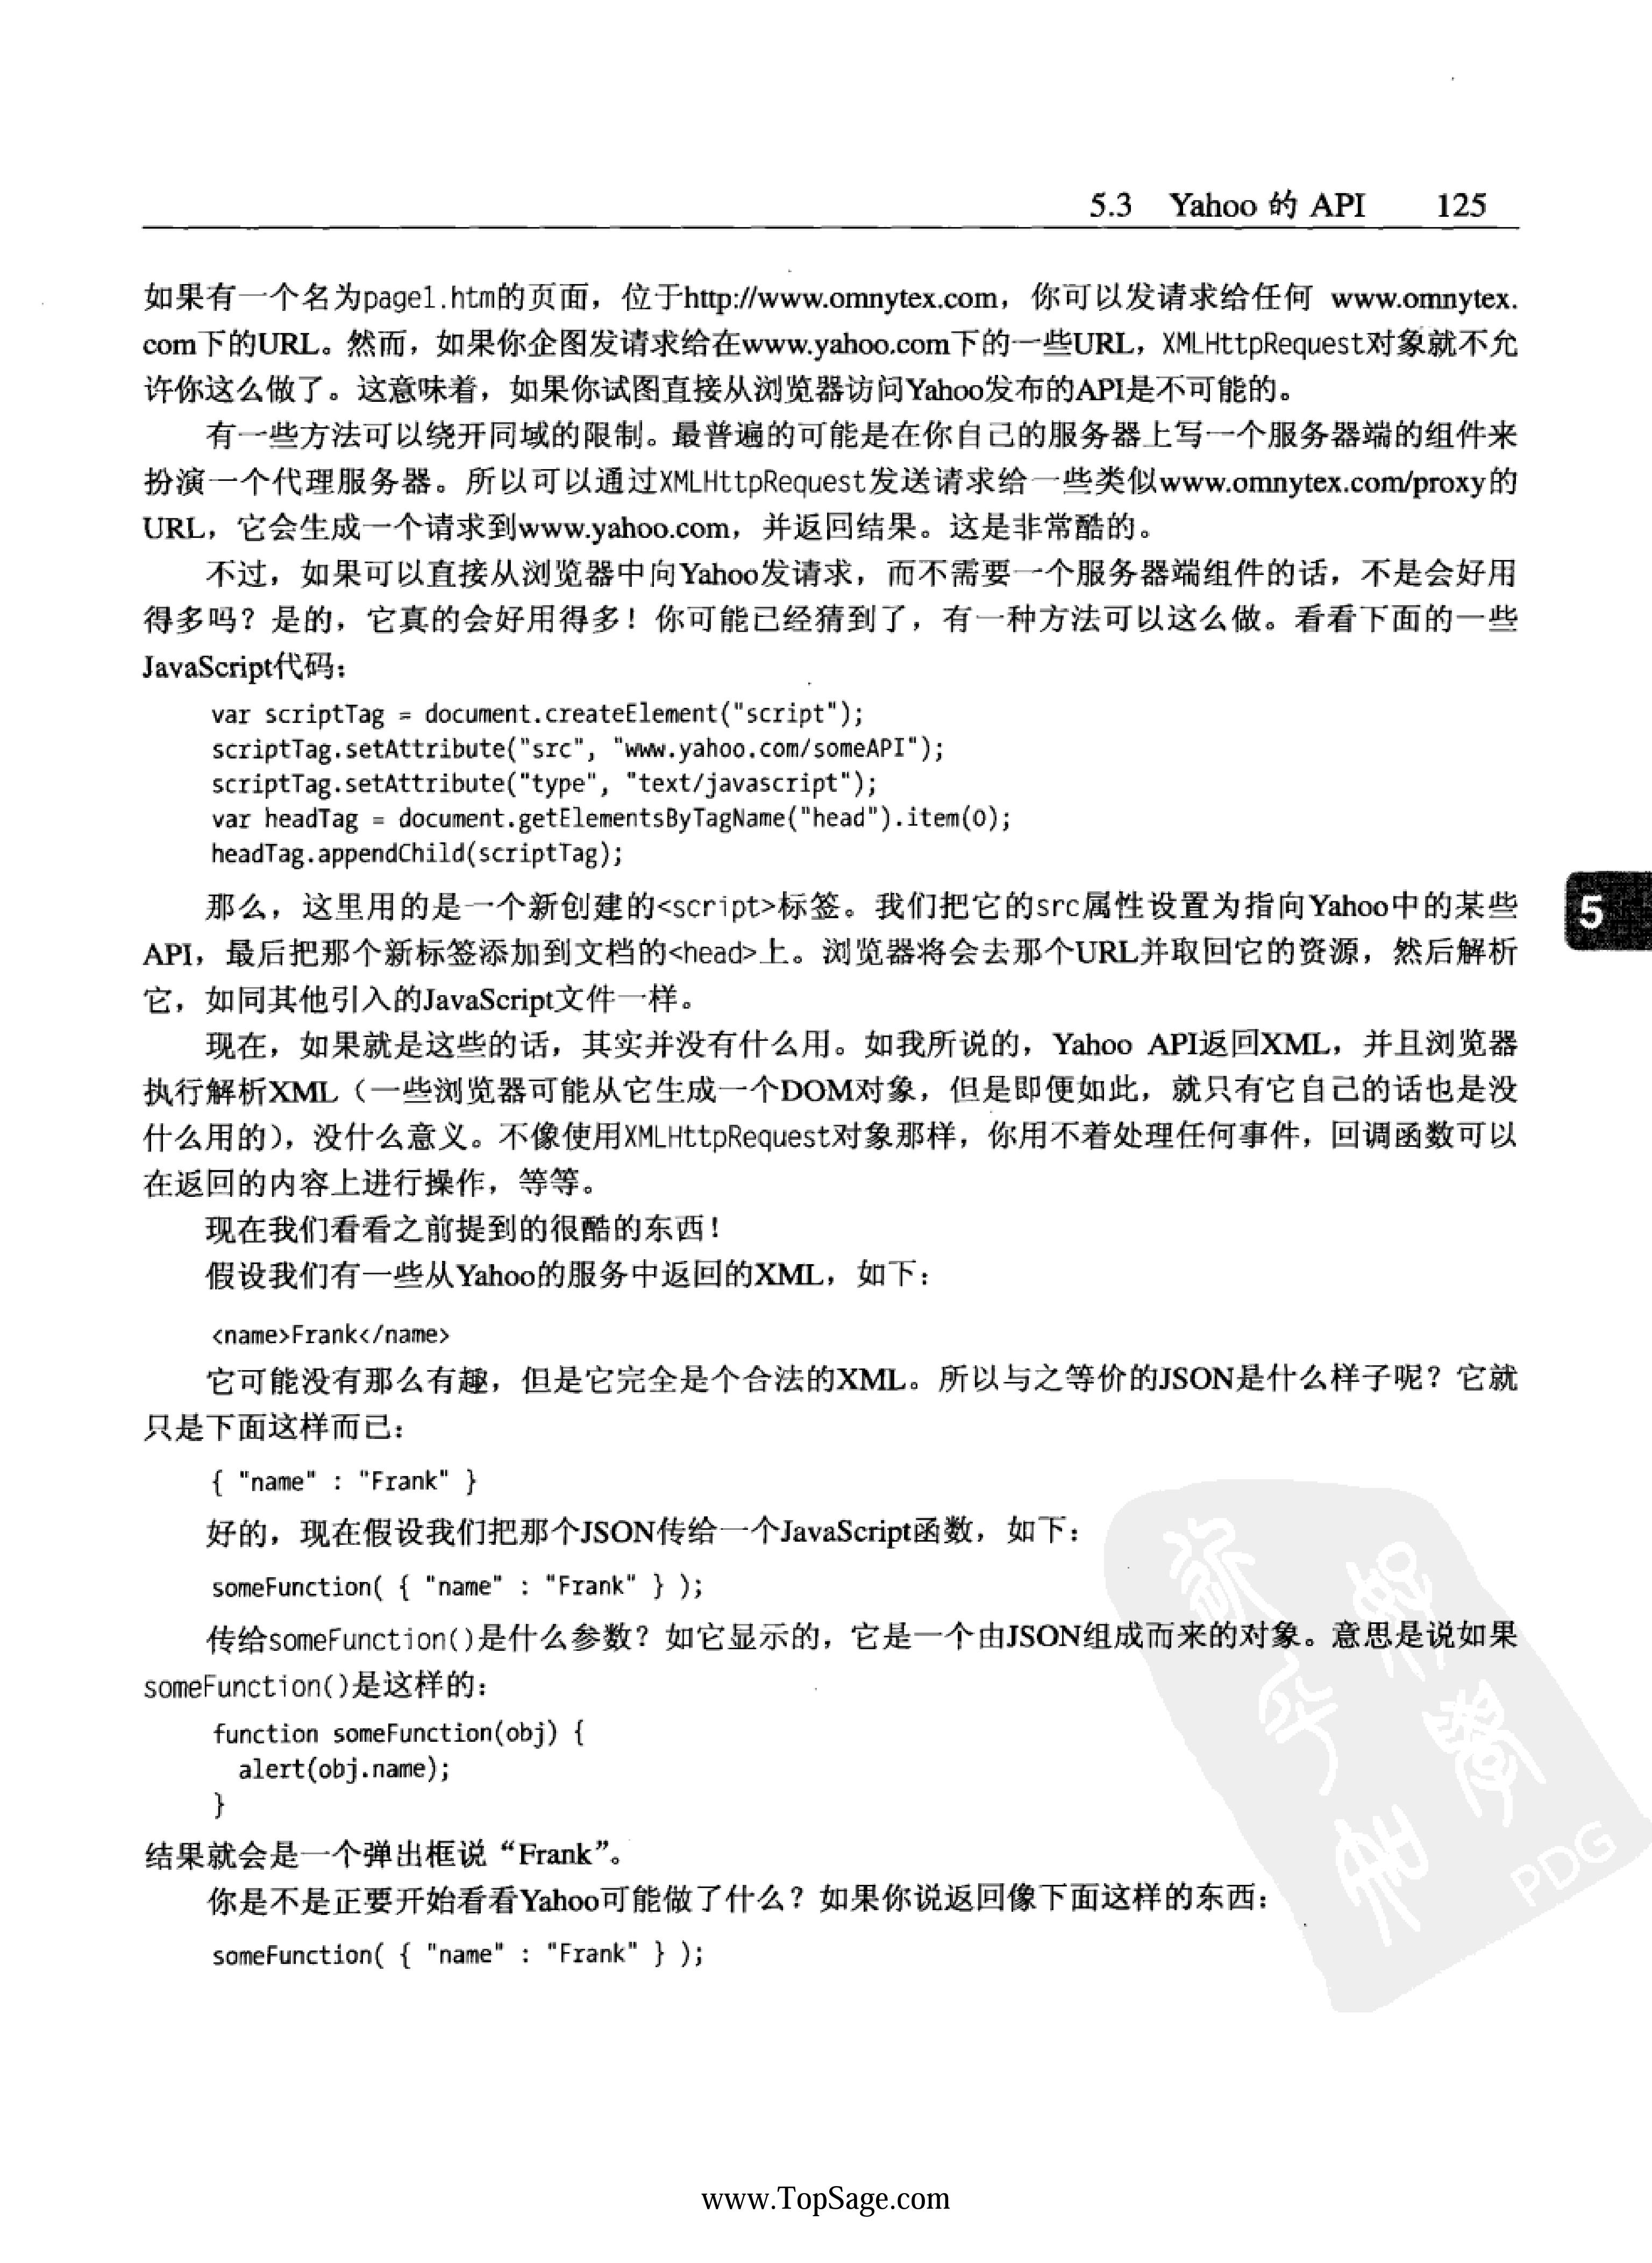 5.3 Yahoo 的 API 125
如果有一个名为page1.htm的页面，位于http://www.omnytex.com，你可以发请求给任何 www.omnytex.
com下的URL。然而，如果你企图发请求给在www.yahoo.com下的一些URL，XMLHttpRequest对象就不允
许你这么做了。这意味着，如果你试图直接从浏览器访问Yahoo发布的API是不可能的。
有一些方法可以绕开同域的限制。最普遍的可能是在你自己的服务器上写一个服务器端的组件来
扮演一个代理服务器。所以可以通过XMLHttpRequest发送请求给一些类似www.omnytex.com/proxy的
URL，它会生成一个请求到www.yahoo.com，并返回结果。这是非常酷的。
不过，如果可以直接从浏览器中向Yahoo发请求，而不需要一个服务器端组件的话，不是会好用
得多吗？是的，它真的会好用得多！你可能已经猜到了，有一种方法可以这么做。看看下面的一些
JavaScript代码：
var scriptTag = document.createElement("script");
scriptTag.setAttribute("src", "www.yahoo.com/someAPI");
scriptTag.setAttribute("type", "text/javascript");
var headTag = document.getElementsByTagName("head").item(0);
headTag.appendChild(scriptTag);
那么，这里用的是一个新创建的<script>标签。我们把它的src属性设置为指向Yahoo中的某些
5
API，最后把那个新标签添加到文档的<head>上。浏览器将会去那个URL并取回它的资源，然后解析
它，如同其他引入的JavaScript文件一样。
现在，如果就是这些的话，其实并没有什么用。如我所说的，Yahoo API返回XML，并且浏览器
执行解析XML（一些浏览器可能从它生成一个DOM对象，但是即便如此，就只有它自己的话也是没
什么用的），没什么意义。不像使用XMLHttpRequest对象那样，你用不着处理任何事件，回调函数可以
在返回的内容上进行操作，等等。
现在我们看看之前提到的很酷的东西！
假设我们有一些从Yahoo的服务中返回的XML，如下：
<name>Frank</name>
它可能没有那么有趣，但是它完全是个合法的XML。所以与之等价的JSON是什么样子呢？它就
只是下面这样而已：
{ "name" : "Frank" }
好的，现在假设我们把那个JSON传给一个JavaScript函数，如下：
someFunction( { "name" : "Frank" } );
传给someFunction()是什么参数？如它显示的，它是一个由JSON组成而来的对象。意思是说如果
someFunction()是这样的：
function someFunction(obj) {
alert(obj.name);
}
结果就会是一个弹出框说“Frank”。
你是不是正要开始看看Yahoo可能做了什么？如果你说返回像下面这样的东西：
someFunction( { "name" : "Frank" } );
PDG
www.TopSage.com